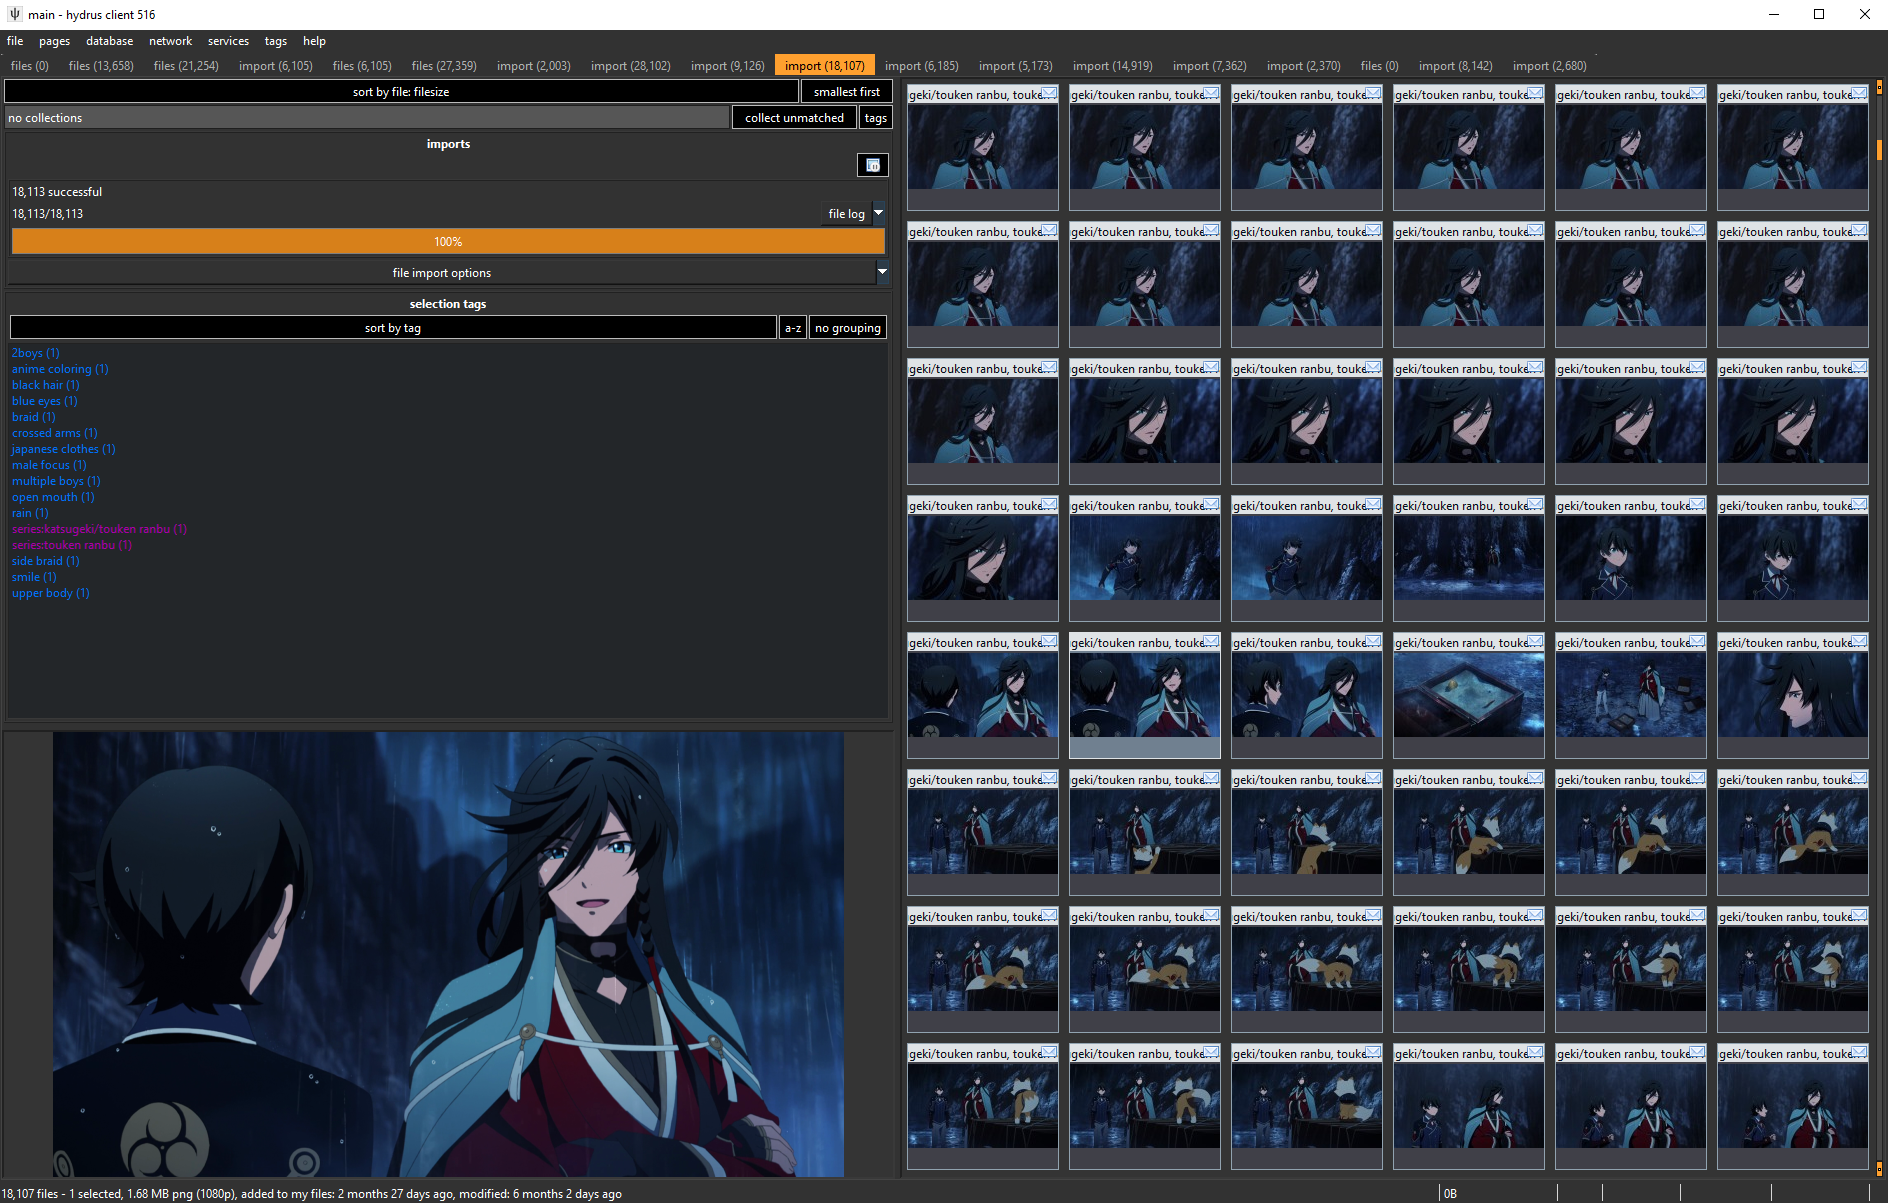 main - hydrus client 516
file pages database network services tags help
files (0) files (13,658) files (21,254) import (6,105) files (6,105) files (27,359) import (2,003) import (28,102) import (9,126) import (18,107) import (6,185) import (5,173) import (14,919) import (7,362) import (2,370) files (0) import (8,142) import (2,680)
sort by file: filesize smallest first
no collections collect unmatched tags
imports
18,113 successful
18,113/18,113 file log
100%
file import options
selection tags
sort by tag a-z no grouping
2boys (1)
anime coloring (1)
black hair (1)
blue eyes (1)
braid (1)
crossed arms (1)
japanese clothes (1)
male focus (1)
multiple boys (1)
open mouth (1)
rain (1)
series:katsugeki/touken ranbu (1)
series:touken ranbu (1)
side braid (1)
smile (1)
upper body (1)
geki/touken ranbu, touke geki/touken ranbu, touke geki/touken ranbu, touke geki/touken ranbu, touke geki/touken ranbu, touke geki/touken ranbu, touke
geki/touken ranbu, touke geki/touken ranbu, touke geki/touken ranbu, touke geki/touken ranbu, touke geki/touken ranbu, touke geki/touken ranbu, touke
geki/touken ranbu, touke geki/touken ranbu, touke geki/touken ranbu, touke geki/touken ranbu, touke geki/touken ranbu, touke geki/touken ranbu, touke
geki/touken ranbu, touke geki/touken ranbu, touke geki/touken ranbu, touke geki/touken ranbu, touke geki/touken ranbu, touke geki/touken ranbu, touke
geki/touken ranbu, touke geki/touken ranbu, touke geki/touken ranbu, touke geki/touken ranbu, touke geki/touken ranbu, touke geki/touken ranbu, touke
geki/touken ranbu, touke geki/touken ranbu, touke geki/touken ranbu, touke geki/touken ranbu, touke geki/touken ranbu, touke geki/touken ranbu, touke
geki/touken ranbu, touke geki/touken ranbu, touke geki/touken ranbu, touke geki/touken ranbu, touke geki/touken ranbu, touke geki/touken ranbu, touke
geki/touken ranbu, touke geki/touken ranbu, touke geki/touken ranbu, touke geki/touken ranbu, touke geki/touken ranbu, touke geki/touken ranbu, touke
18,107 files - 1 selected, 1.68 MB png (1080p), added to my files: 2 months 27 days ago, modified: 6 months 2 days ago 0B